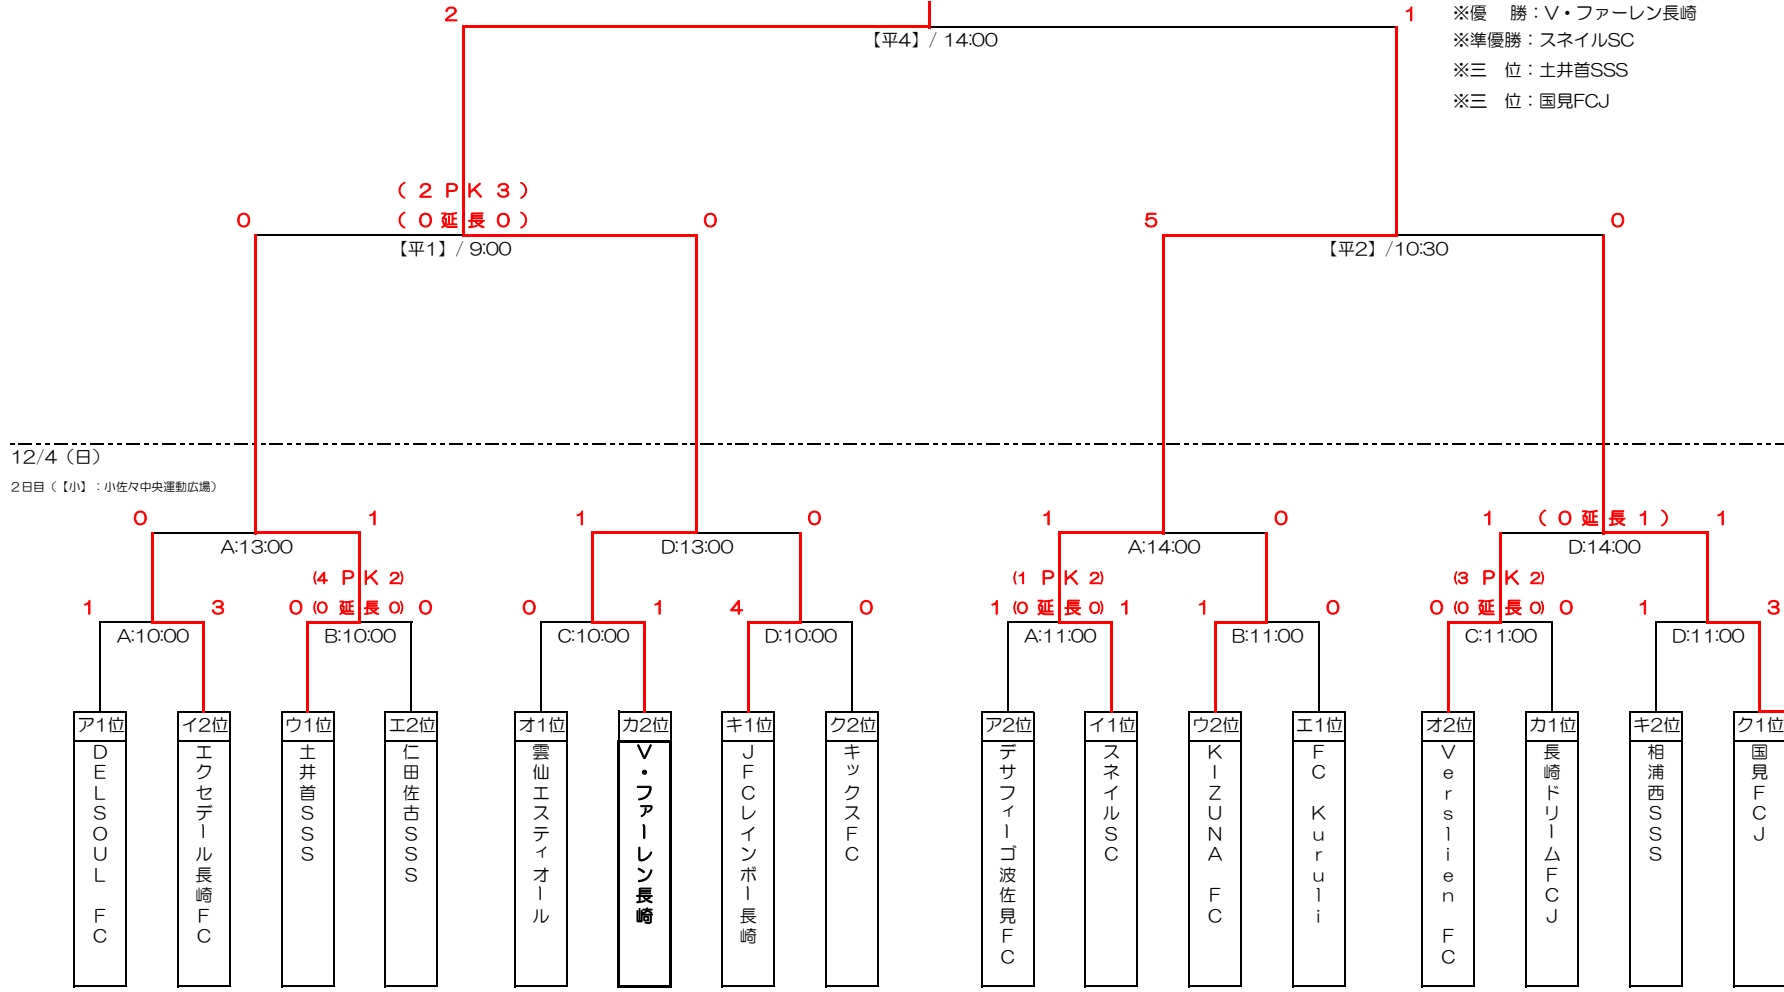 2
1
※優　勝：V・ファーレン長崎
【平4】/ 14:00
※準優勝：スネイルSC
※三　位：土井首SSS
※三　位：国見FCJ
（２ＰＫ３）
0 （０延長０） 0
5 0
【平1】/ 9:00
【平2】/10:30
12/4（日）
2日目（【小】：小佐々中央運動広場）
0 1 1 0 1 0 1 （０延長１） 1
A:13:00 D:13:00 A:14:00 D:14:00
(4 ＰＫ 2) (1 ＰＫ 2) (3 ＰＫ 2)
1 3 0 (0 延長 0) 0 0 1 4 0 1 (0 延長 0) 1 1 0 0 (0 延長 0) 0 1 3
A:10:00 B:10:00 C:10:00 D:10:00 A:11:00 B:11:00 C:11:00 D:11:00
ア1位 イ2位 ウ1位 エ2位 オ1位 カ2位 キ1位 ク2位 ア2位 イ1位 ウ2位 エ1位 オ2位 カ1位 キ2位 ク1位
ＤＥＬＳＯＵＬ　ＦＣ
エクセデール長崎ＦＣ
土井首ＳＳＳ
仁田佐古ＳＳＳ
雲仙エスティオール
Ｖ・ファーレン長崎
ＪＦＣレインボー長崎
キックスＦＣ
デサフィーゴ波佐見ＦＣ
スネイルＳＣ
ＫＩＺＵＮＡ　ＦＣ
ＦＣ　Ｋｕｒｕｌｉ
Ｖｅｒｓｌｉｅｎ　ＦＣ
長崎ドリームＦＣＪ
相浦西ＳＳＳ
国見ＦＣＪ